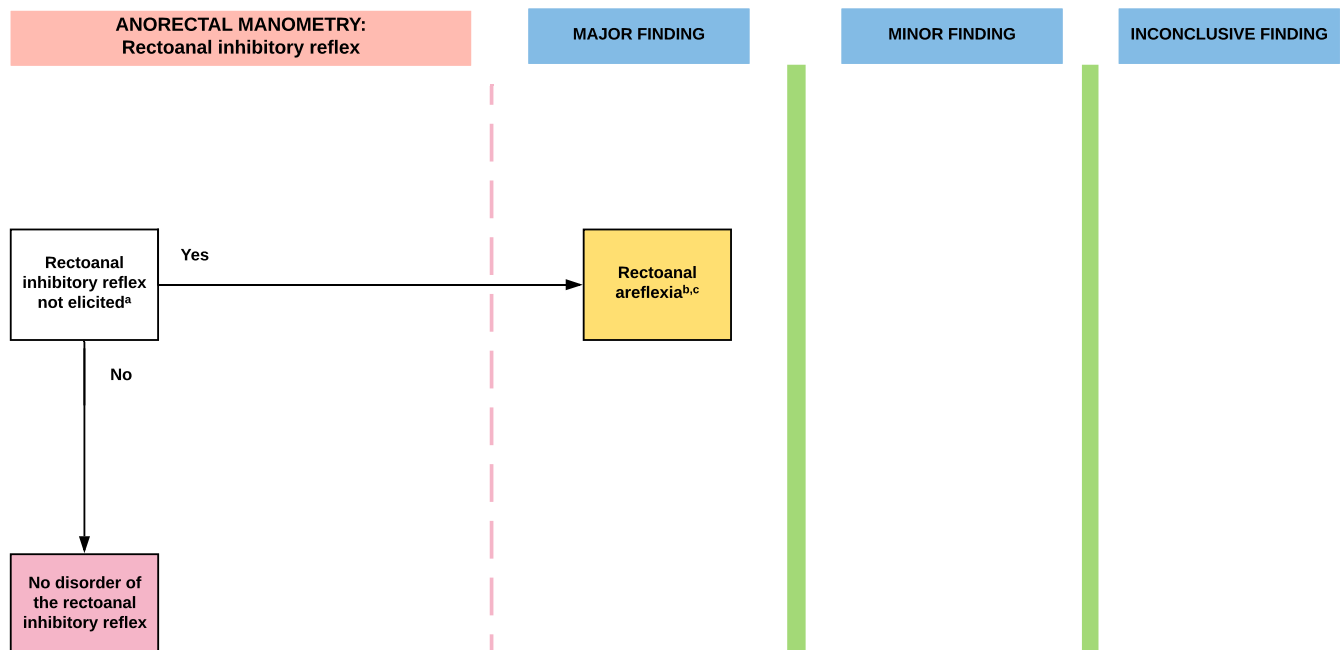 ANORECTAL MANOMETRY:
Rectoanal inhibitory reflex
MAJOR FINDING
MINOR FINDING
INCONCLUSIVE FINDING
Rectoanal
inhibitory reflex
not elicitedᵃ
Yes
Rectoanal
areflexiaᵇ,ᶜ
No
No disorder of
the rectoanal
inhibitory reflex